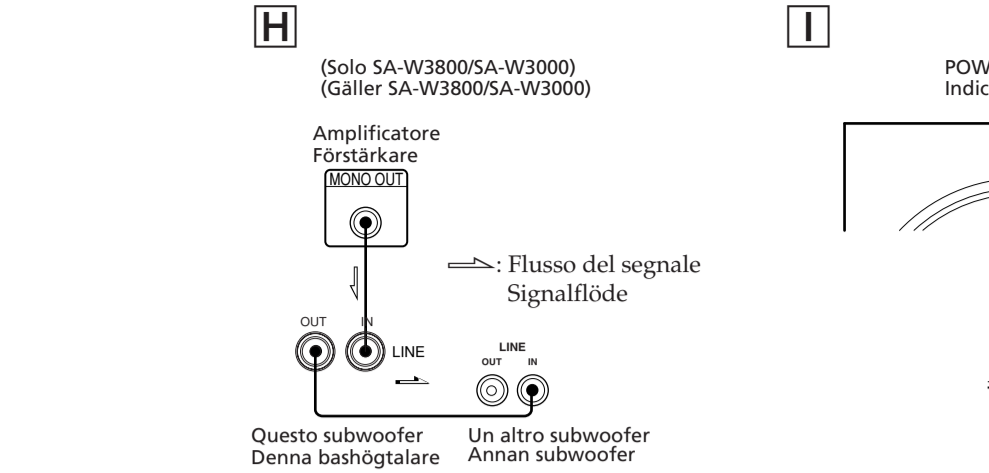 H
(Solo SA-W3800/SA-W3000)
(Gäller SA-W3800/SA-W3000)
Amplificatore
Förstärkare
MONO OUT
: Flusso del segnale
Signalflöde
OUT IN
LINE
LINE
OUT IN
Questo subwoofer
Denna bashögtalare
Un altro subwoofer
Annan subwoofer
I